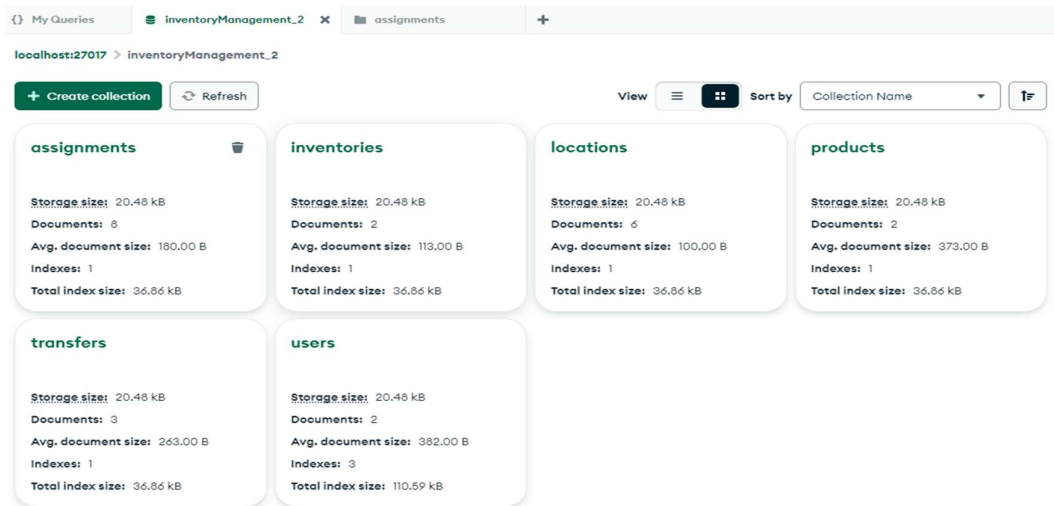 {} My Queries
inventoryManagement_2
assignments
localhost:27017 > inventoryManagement_2
+ Create collection
Refresh
View
Sort by
Collection Name
assignments
Storage size: 20.48 kB
Documents: 8
Avg. document size: 180.00 B
Indexes: 1
Total index size: 36.86 kB
inventories
Storage size: 20.48 kB
Documents: 2
Avg. document size: 113.00 B
Indexes: 1
Total index size: 36.86 kB
locations
Storage size: 20.48 kB
Documents: 6
Avg. document size: 100.00 B
Indexes: 1
Total index size: 36.86 kB
products
Storage size: 20.48 kB
Documents: 2
Avg. document size: 373.00 B
Indexes: 1
Total index size: 36.86 kB
transfers
Storage size: 20.48 kB
Documents: 3
Avg. document size: 263.00 B
Indexes: 1
Total index size: 36.86 kB
users
Storage size: 20.48 kB
Documents: 2
Avg. document size: 382.00 B
Indexes: 3
Total index size: 110.59 kB